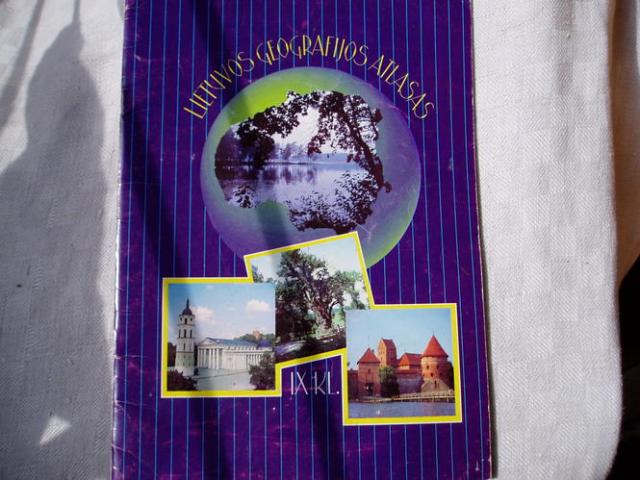 LIETUVOS GEOGRAFIJOS ATLASAS
IX KL.